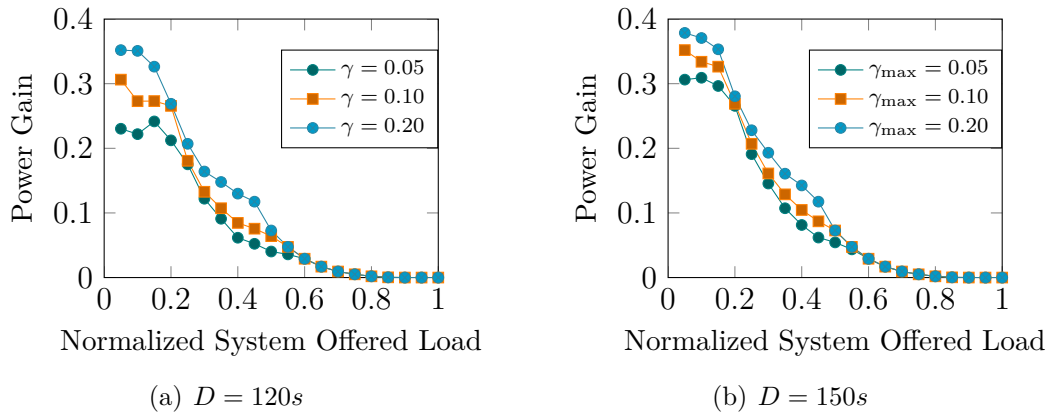 Power Gain
0.4
0.3
0.2
0.1
0
0 0.2 0.4 0.6 0.8 1
γ = 0.05
γ = 0.10
γ = 0.20
Normalized System Offered Load
(a) D = 120s
Power Gain
0.4
0.3
0.2
0.1
0
0 0.2 0.4 0.6 0.8 1
γmax = 0.05
γmax = 0.10
γmax = 0.20
Normalized System Offered Load
(b) D = 150s